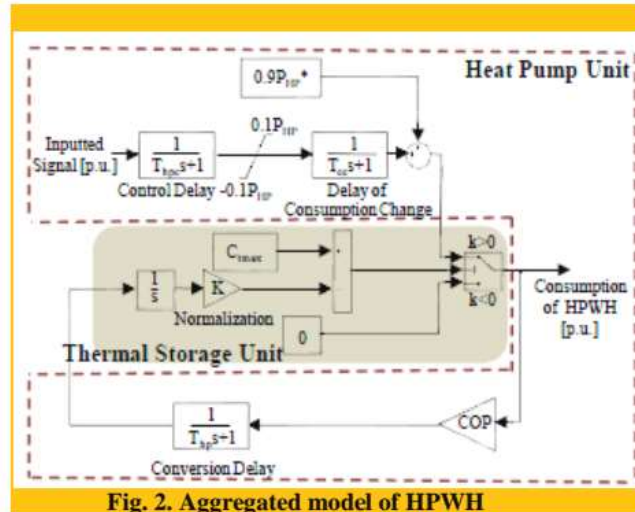 Heat Pump Unit
0.9P_HP*
Inputted
Signal [p.u.]
1
T_hpc s+1
Control Delay
0.1P_HP
-0.1P_HP
1
T_cc s+1
Delay of
Consumption Change
C_tmax
1
s
K
Normalization
0
k>0
k<0
Consumption
of HPWH
[p.u.]
Thermal Storage Unit
1
T_hp s+1
Conversion Delay
COP
Fig. 2. Aggregated model of HPWH